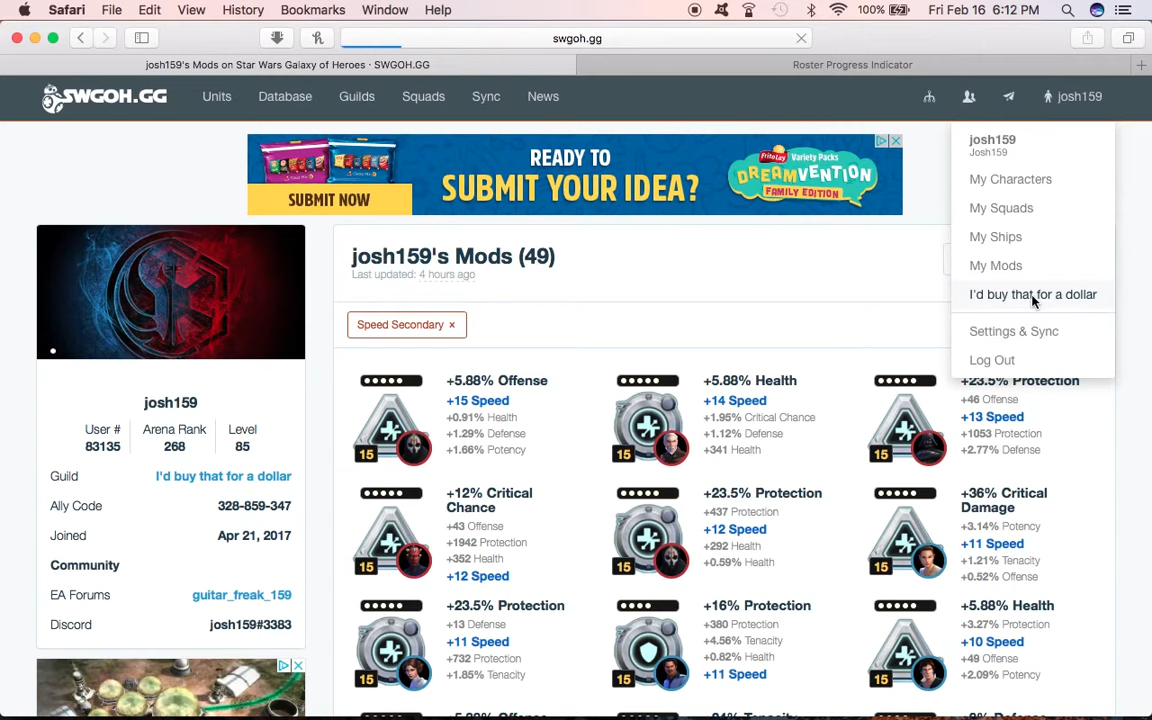 Safari File Edit View History Bookmarks Window Help 100% Fri Feb 16 6:12 PM
swgoh.gg
josh159's Mods on Star Wars Galaxy of Heroes · SWGOH.GG
Roster Progress Indicator
SWGOH.GG Units Database Guilds Squads Sync News josh159
FritoLay Variety Packs
READY TO
SUBMIT YOUR IDEA?
SUBMIT NOW
DREAMVENTION
FAMILY EDITION
josh159
Josh159
My Characters
My Squads
My Ships
My Mods
I'd buy that for a dollar
Settings & Sync
Log Out
josh159
User # Arena Rank Level
83135 268 85
Guild I'd buy that for a dollar
Ally Code 328-859-347
Joined Apr 21, 2017
Community
EA Forums guitar_freak_159
Discord josh159#3383
josh159's Mods (49)
Last updated: 4 hours ago
Speed Secondary ×
15
+5.88% Offense
+15 Speed
+0.91% Health
+1.29% Defense
+1.66% Potency
15
+5.88% Health
+14 Speed
+1.95% Critical Chance
+1.12% Defense
+341 Health
15
+23.5% Protection
+46 Offense
+13 Speed
+1053 Protection
+2.77% Defense
15
+12% Critical
Chance
+43 Offense
+1942 Protection
+352 Health
+12 Speed
15
+23.5% Protection
+437 Protection
+12 Speed
+292 Health
+0.59% Health
15
+36% Critical
Damage
+3.14% Potency
+11 Speed
+1.21% Tenacity
+0.52% Offense
15
+23.5% Protection
+13 Defense
+11 Speed
+732 Protection
+1.85% Tenacity
15
+16% Protection
+380 Protection
+4.56% Tenacity
+0.82% Health
+11 Speed
15
+5.88% Health
+3.27% Protection
+10 Speed
+49 Offense
+2.09% Potency